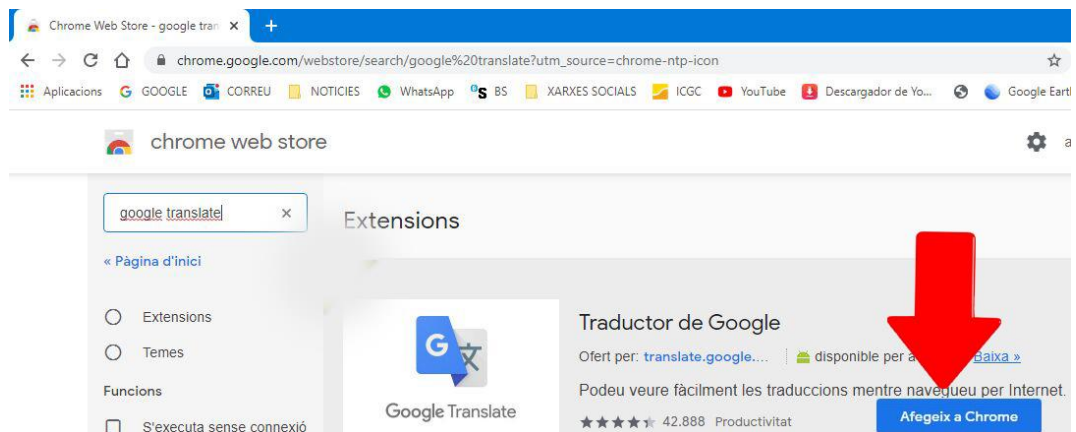 Chrome Web Store - google tran
chrome.google.com/webstore/search/google%20translate?utm_source=chrome-ntp-icon
Aplicacions GOOGLE CORREU NOTICIES WhatsApp BS XARXES SOCIALS ICGC YouTube Descargador de Yo... Google Eart
chrome web store
google translate
Extensions
« Pàgina d'inici
Extensions
Temes
Funcions
S'executa sense connexió
Google Translate
Traductor de Google
Ofert per: translate.google.... disponible per a Baixa »
Podeu veure fàcilment les traduccions mentre navegueu per Internet.
42.888 Productivitat
Afegeix a Chrome